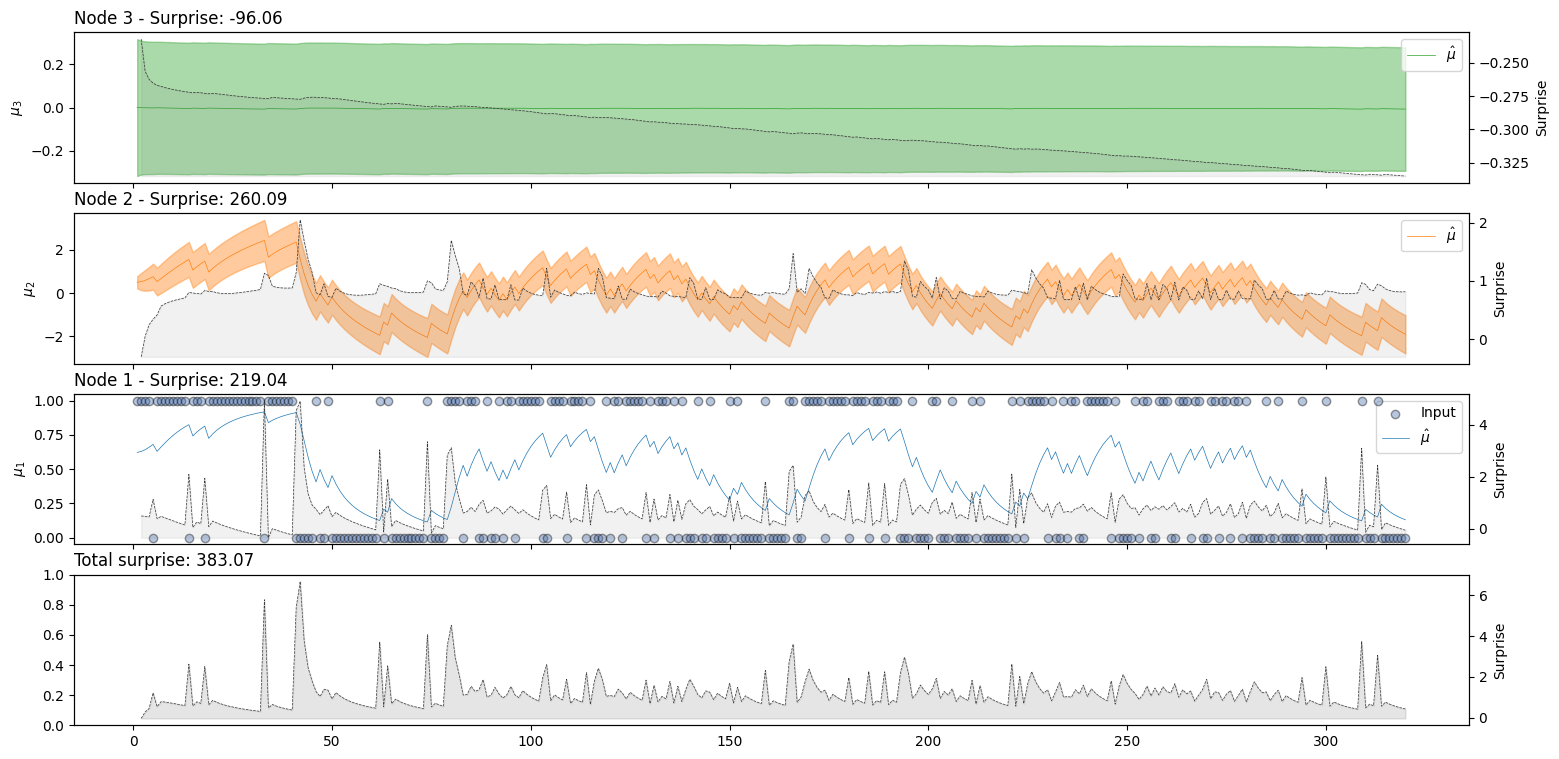 Node 3 - Surprise: -96.06
μ3
0.2
0.0
−0.2
μ̂
−0.250
−0.275
−0.300
−0.325
Surprise
Node 2 - Surprise: 260.09
μ2
2
0
−2
μ̂
2
1
0
Surprise
Node 1 - Surprise: 219.04
μ1
1.00
0.75
0.50
0.25
0.00
Input
μ̂
4
2
0
Surprise
Total surprise: 383.07
1.0
0.8
0.6
0.4
0.2
0.0
6
4
2
0
Surprise
0 50 100 150 200 250 300